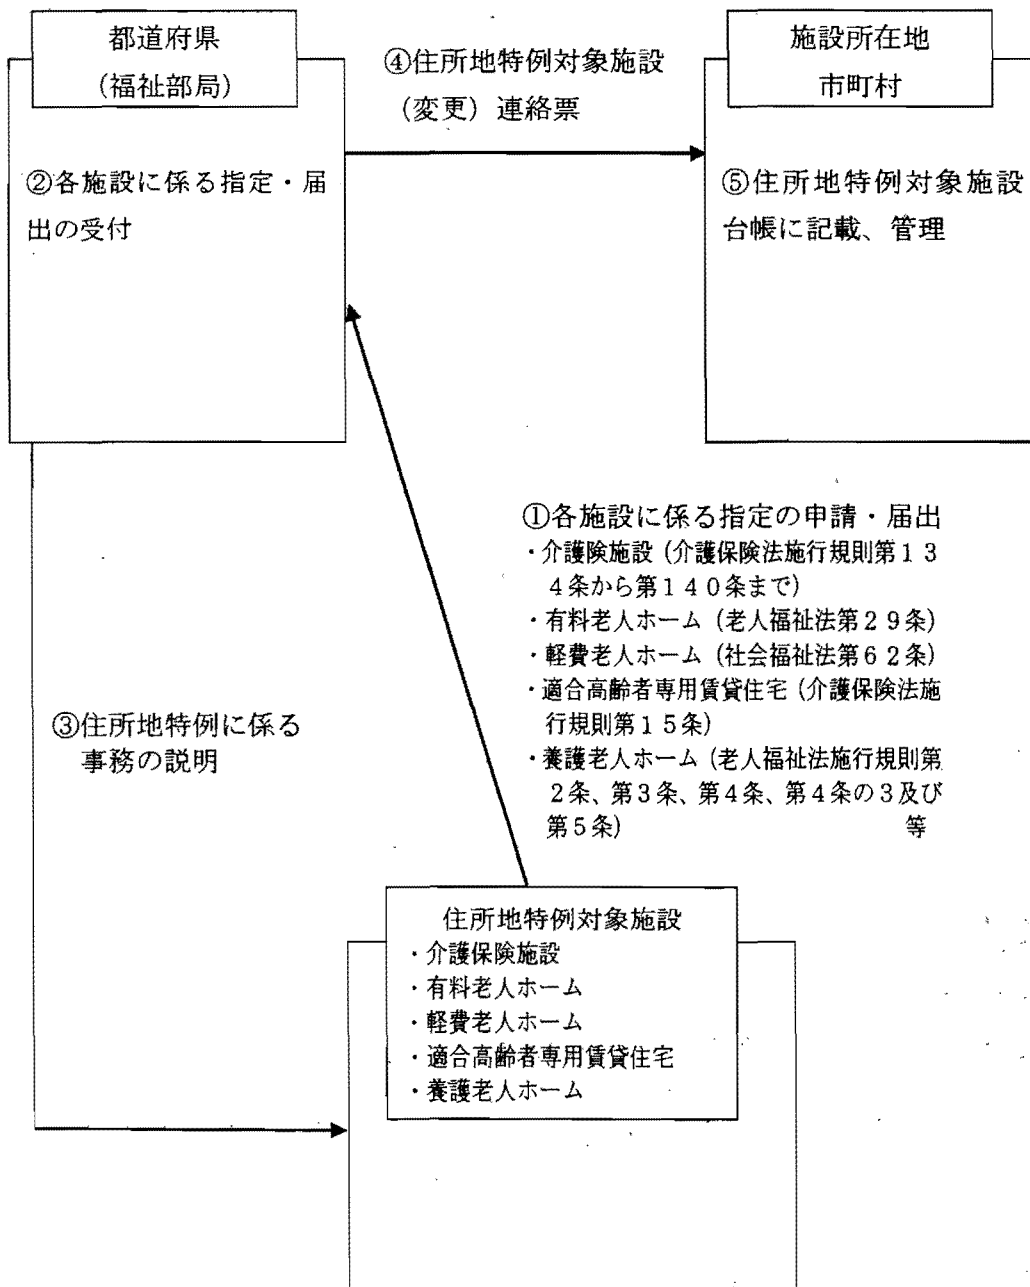 都道府県
(福祉部局)
②各施設に係る指定・届
出の受付
④住所地特例対象施設
(変更)連絡票
施設所在地
市町村
⑤住所地特例対象施設
台帳に記載、管理
①各施設に係る指定の申請・届出
・介護険施設(介護保険法施行規則第13
4条から第140条まで)
・有料老人ホーム(老人福祉法第29条)
・軽費老人ホーム(社会福祉法第62条)
・適合高齢者専用賃貸住宅(介護保険法施
行規則第15条)
・養護老人ホーム(老人福祉法施行規則第
2条、第3条、第4条、第4条の3及び
第5条) 等
③住所地特例に係る
事務の説明
住所地特例対象施設
・介護保険施設
・有料老人ホーム
・軽費老人ホーム
・適合高齢者専用賃貸住宅
・養護老人ホーム